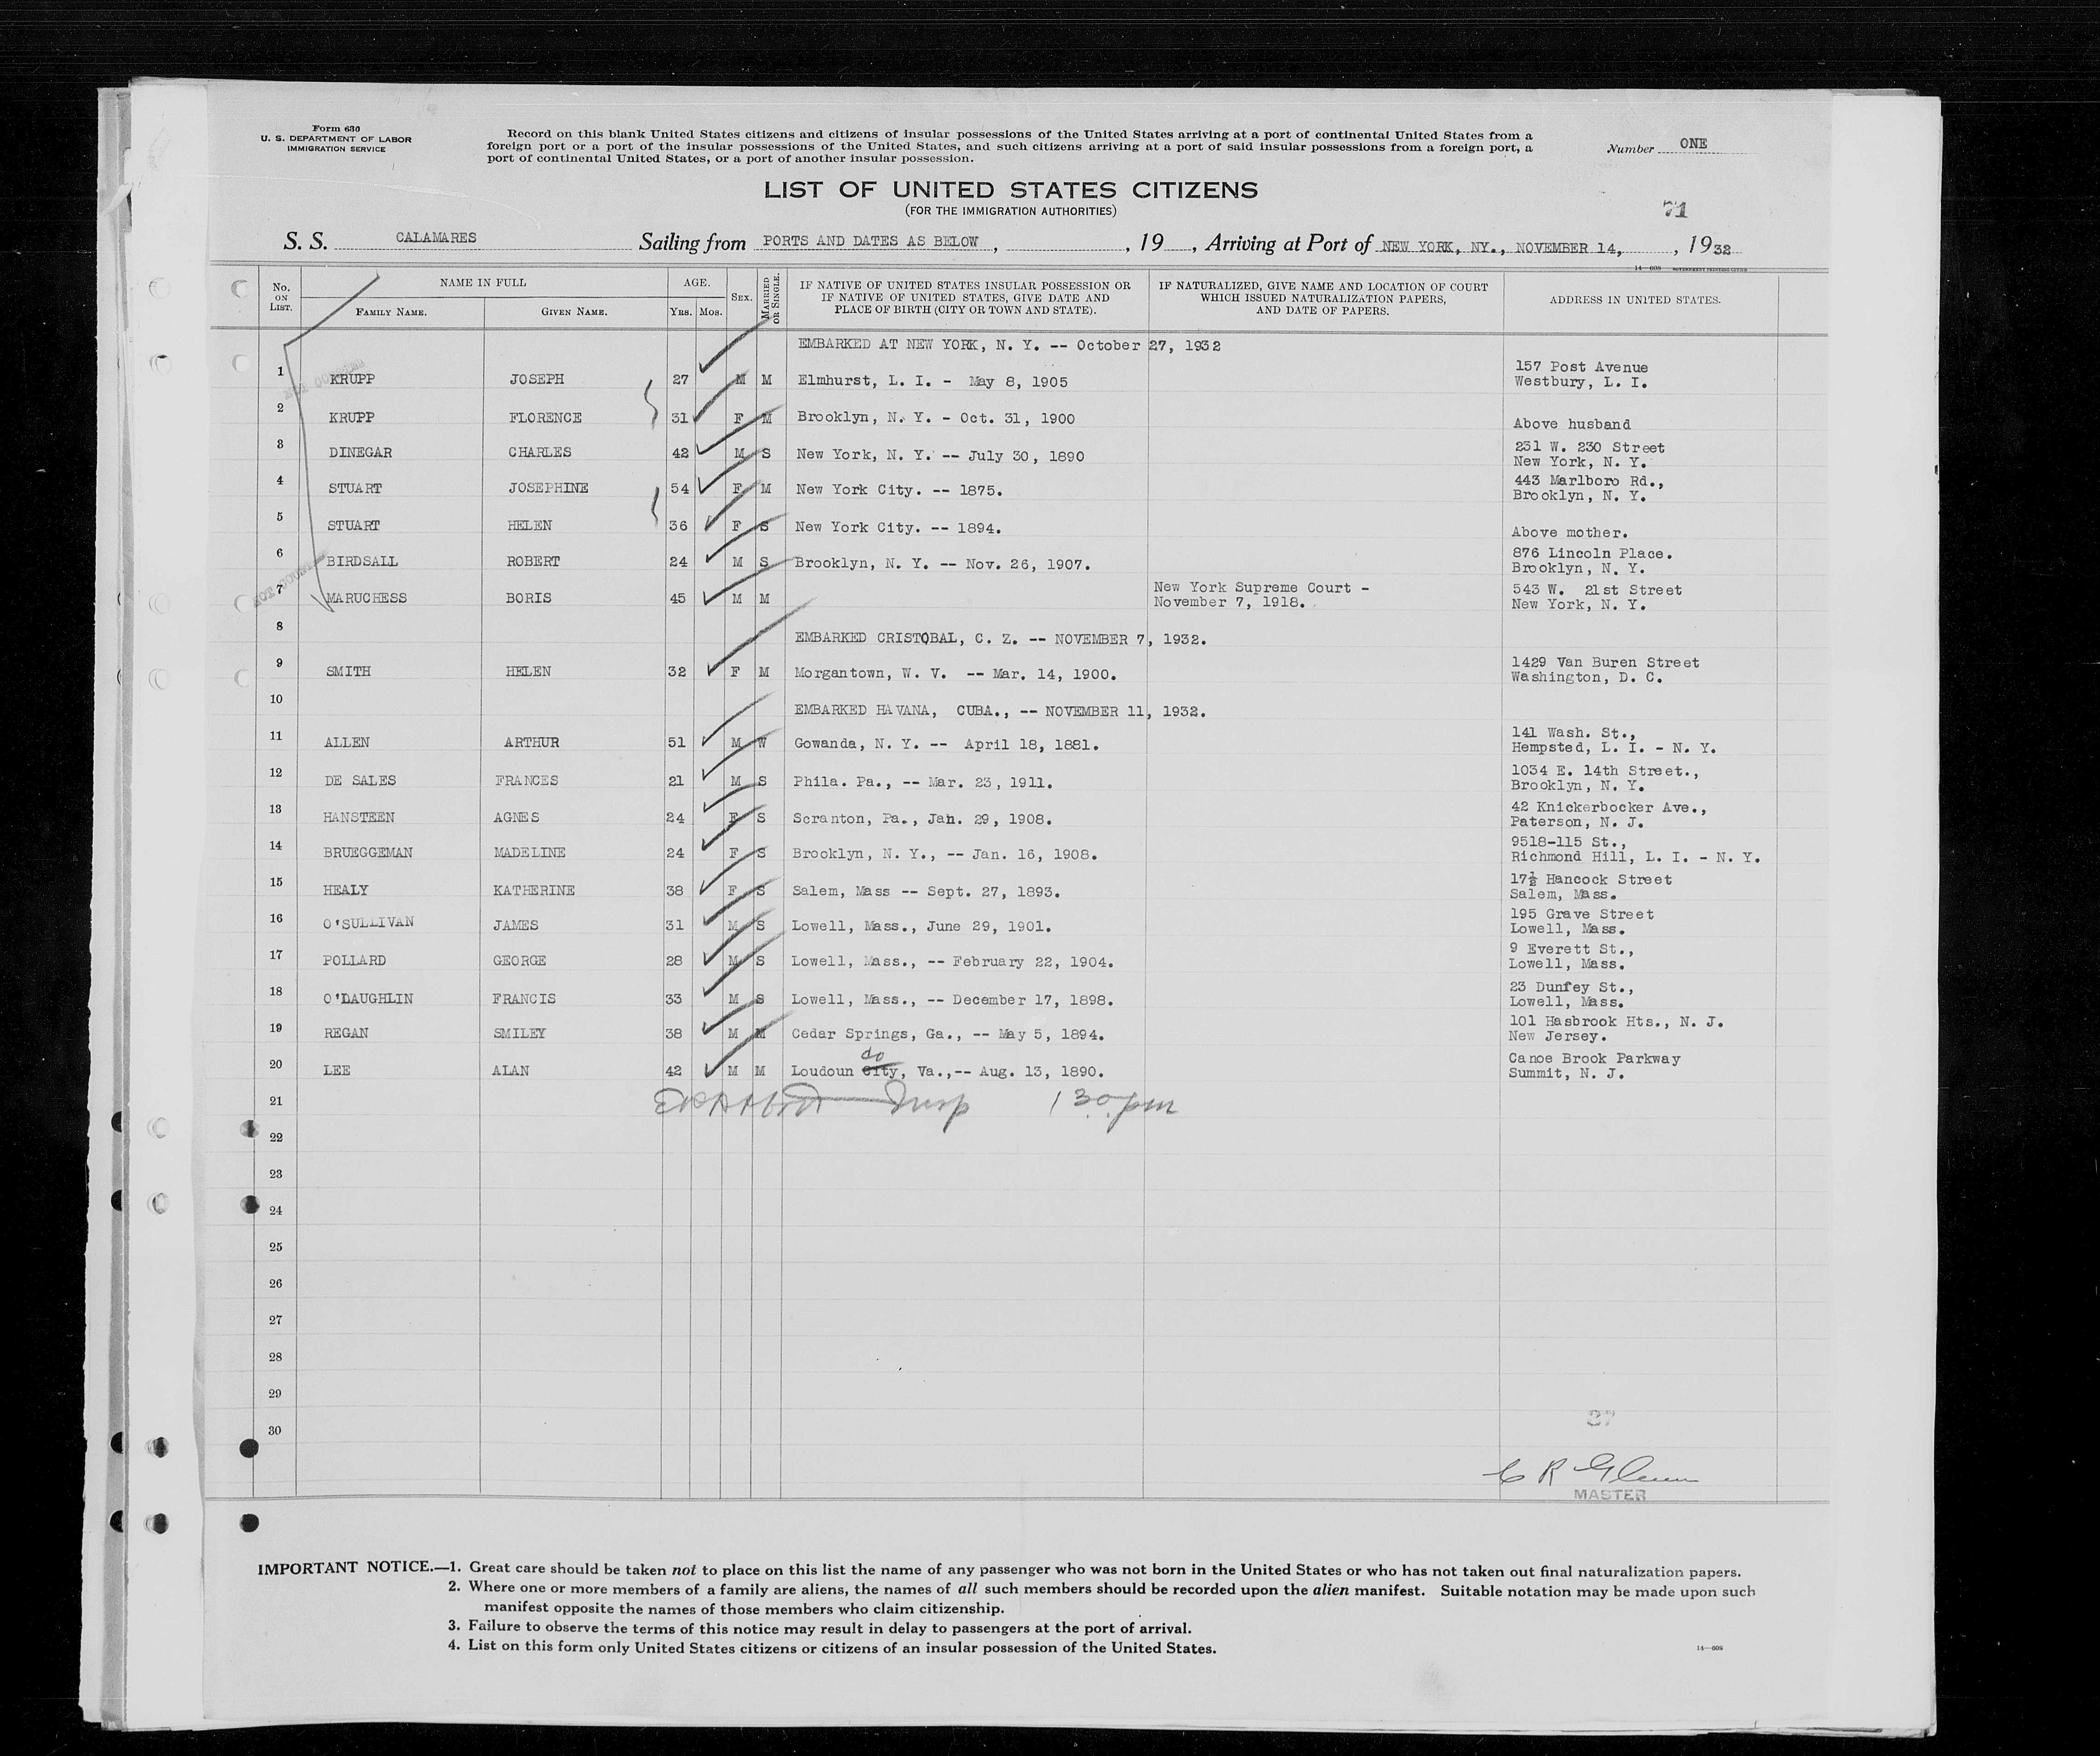 Form 630
U. S. DEPARTMENT OF LABOR
IMMIGRATION SERVICE
Record on this blank United States citizens and citizens of insular possessions of the United States arriving at a port of continental United States from a
foreign port or a port of the insular possessions of the United States, and such citizens arriving at a port of said insular possessions from a foreign port, a
port of continental United States, or a port of another insular possession.
Number ONE
LIST OF UNITED STATES CITIZENS
(FOR THE IMMIGRATION AUTHORITIES)
71
S. S. CALAMARES Sailing from PORTS AND DATES AS BELOW , , 19 , Arriving at Port of NEW YORK, NY., NOVEMBER 14, , 1932
14—608 GOVERNMENT PRINTING OFFICE
No. ON LIST. NAME IN FULL FAMILY NAME. GIVEN NAME. AGE. YRS. MOS. SEX. MARRIED OR SINGLE. IF NATIVE OF UNITED STATES INSULAR POSSESSION OR IF NATIVE OF UNITED STATES, GIVE DATE AND PLACE OF BIRTH (CITY OR TOWN AND STATE). IF NATURALIZED, GIVE NAME AND LOCATION OF COURT WHICH ISSUED NATURALIZATION PAPERS, AND DATE OF PAPERS. ADDRESS IN UNITED STATES.
EMBARKED AT NEW YORK, N. Y. -- October 27, 1932
1 KRUPP JOSEPH 27 M M Elmhurst, L. I. - May 8, 1905 157 Post Avenue
Westbury, L. I.
2 KRUPP FLORENCE 31 F M Brooklyn, N. Y. - Oct. 31, 1900 Above husband
3 DINEGAR CHARLES 42 M S New York, N. Y. -- July 30, 1890 231 W. 230 Street
New York, N. Y.
4 STUART JOSEPHINE 54 F M New York City. -- 1875. 443 Marlboro Rd.,
Brooklyn, N. Y.
5 STUART HELEN 36 F S New York City. -- 1894. Above mother.
6 BIRDSALL ROBERT 24 M S Brooklyn, N. Y. -- Nov. 26, 1907. 876 Lincoln Place.
Brooklyn, N. Y.
7 MARUCHESS BORIS 45 M M New York Supreme Court - 543 W. 21st Street
November 7, 1918. New York, N. Y.
8 EMBARKED CRISTOBAL, C. Z. -- NOVEMBER 7, 1932.
9 SMITH HELEN 32 F M Morgantown, W. V. -- Mar. 14, 1900. 1429 Van Buren Street
Washington, D. C.
10 EMBARKED HAVANA, CUBA., -- NOVEMBER 11, 1932.
11 ALLEN ARTHUR 51 M W Gowanda, N. Y. -- April 18, 1881. 141 Wash. St.,
Hempsted, L. I. - N. Y.
12 DE SALES FRANCES 21 M S Phila. Pa., -- Mar. 23, 1911. 1034 E. 14th Street.,
Brooklyn, N. Y.
13 HANSTEEN AGNES 24 F S Scranton, Pa., Jan. 29, 1908. 42 Knickerbocker Ave.,
Paterson, N. J.
14 BRUEGGEMAN MADELINE 24 F S Brooklyn, N. Y., -- Jan. 16, 1908. 9518-115 St.,
Richmond Hill, L. I. - N. Y.
15 HEALY KATHERINE 38 F S Salem, Mass -- Sept. 27, 1893. 17½ Hancock Street
Salem, Mass.
16 O'SULLIVAN JAMES 31 M S Lowell, Mass., June 29, 1901. 195 Grave Street
Lowell, Mass.
17 POLLARD GEORGE 28 M S Lowell, Mass., -- February 22, 1904. 9 Everett St.,
Lowell, Mass.
18 O'DAUGHLIN FRANCIS 33 M S Lowell, Mass., -- December 17, 1898. 23 Dunfey St.,
Lowell, Mass.
19 REGAN SMILEY 38 M M Cedar Springs, Ga., -- May 5, 1894. 101 Hasbrook Hts., N. J.
New Jersey.
20 LEE ALAN 42 M M Loudoun City, Va.,-- Aug. 13, 1890. Canoe Brook Parkway
Summit, N. J.
21 1 30 pm
22
23
24
25
26
27
28
29
30
37
C R Glenn
MASTER
IMPORTANT NOTICE.—1. Great care should be taken not to place on this list the name of any passenger who was not born in the United States or who has not taken out final naturalization papers.
2. Where one or more members of a family are aliens, the names of all such members should be recorded upon the alien manifest. Suitable notation may be made upon such
manifest opposite the names of those members who claim citizenship.
3. Failure to observe the terms of this notice may result in delay to passengers at the port of arrival.
4. List on this form only United States citizens or citizens of an insular possession of the United States.
14—608